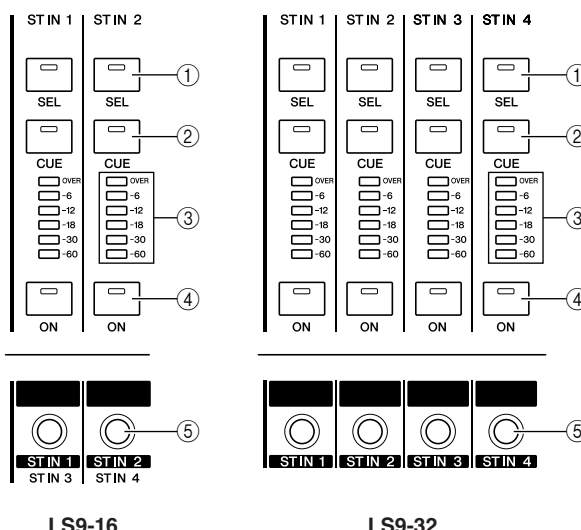 ST IN 1 ST IN 2
SEL SEL
①
CUE CUE
②
OVER OVER
-6 -6
-12 -12
-18 -18
-30 -30
-60 -60
③
ON ON
④
⑤
ST IN 1 ST IN 2
ST IN 3 ST IN 4
LS9-16
ST IN 1 ST IN 2 ST IN 3 ST IN 4
①
SEL SEL SEL SEL
②
CUE CUE CUE CUE
OVER OVER OVER OVER
-6 -6 -6 -6
-12 -12 -12 -12
-18 -18 -18 -18
③
-30 -30 -30 -30
-60 -60 -60 -60
④
ON ON ON ON
⑤
ST IN 1 ST IN 2 ST IN 3 ST IN 4
LS9-32